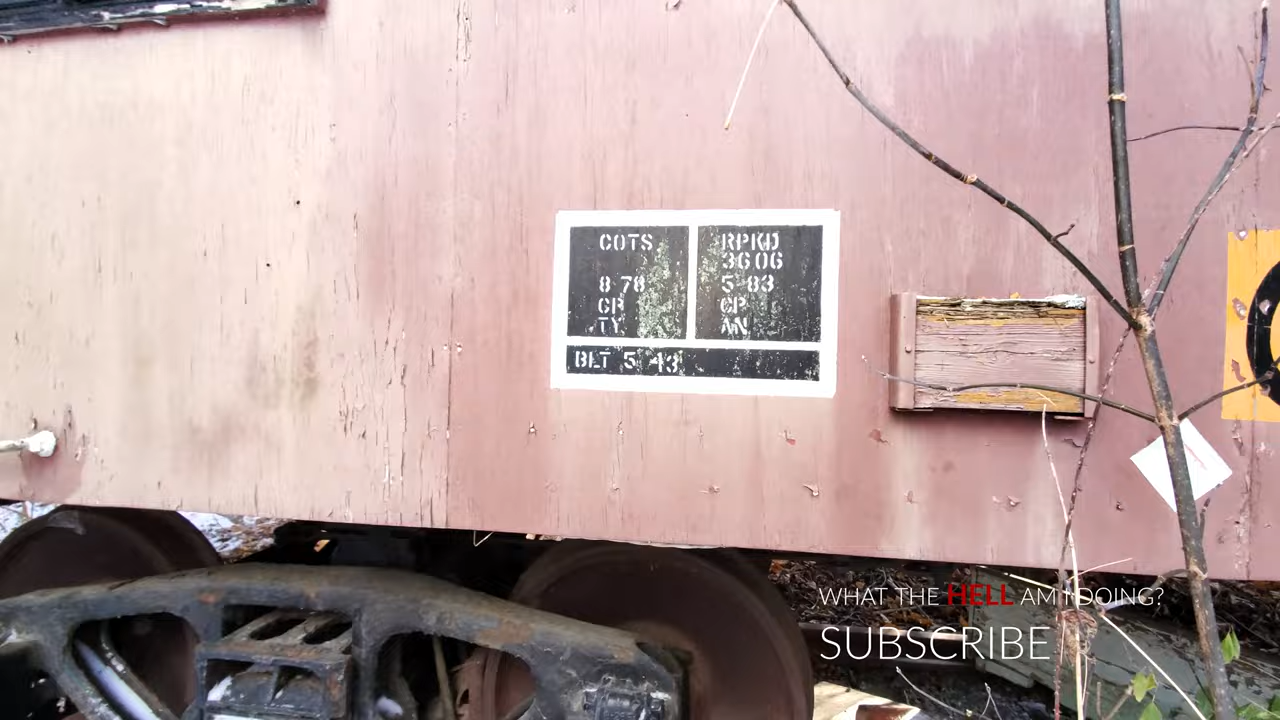 COTS
8 78
CP
TY
RPKD
3606
5 83
CP
AN
BLT 5 43
WHAT THE HELL AM I DOING?
SUBSCRIBE